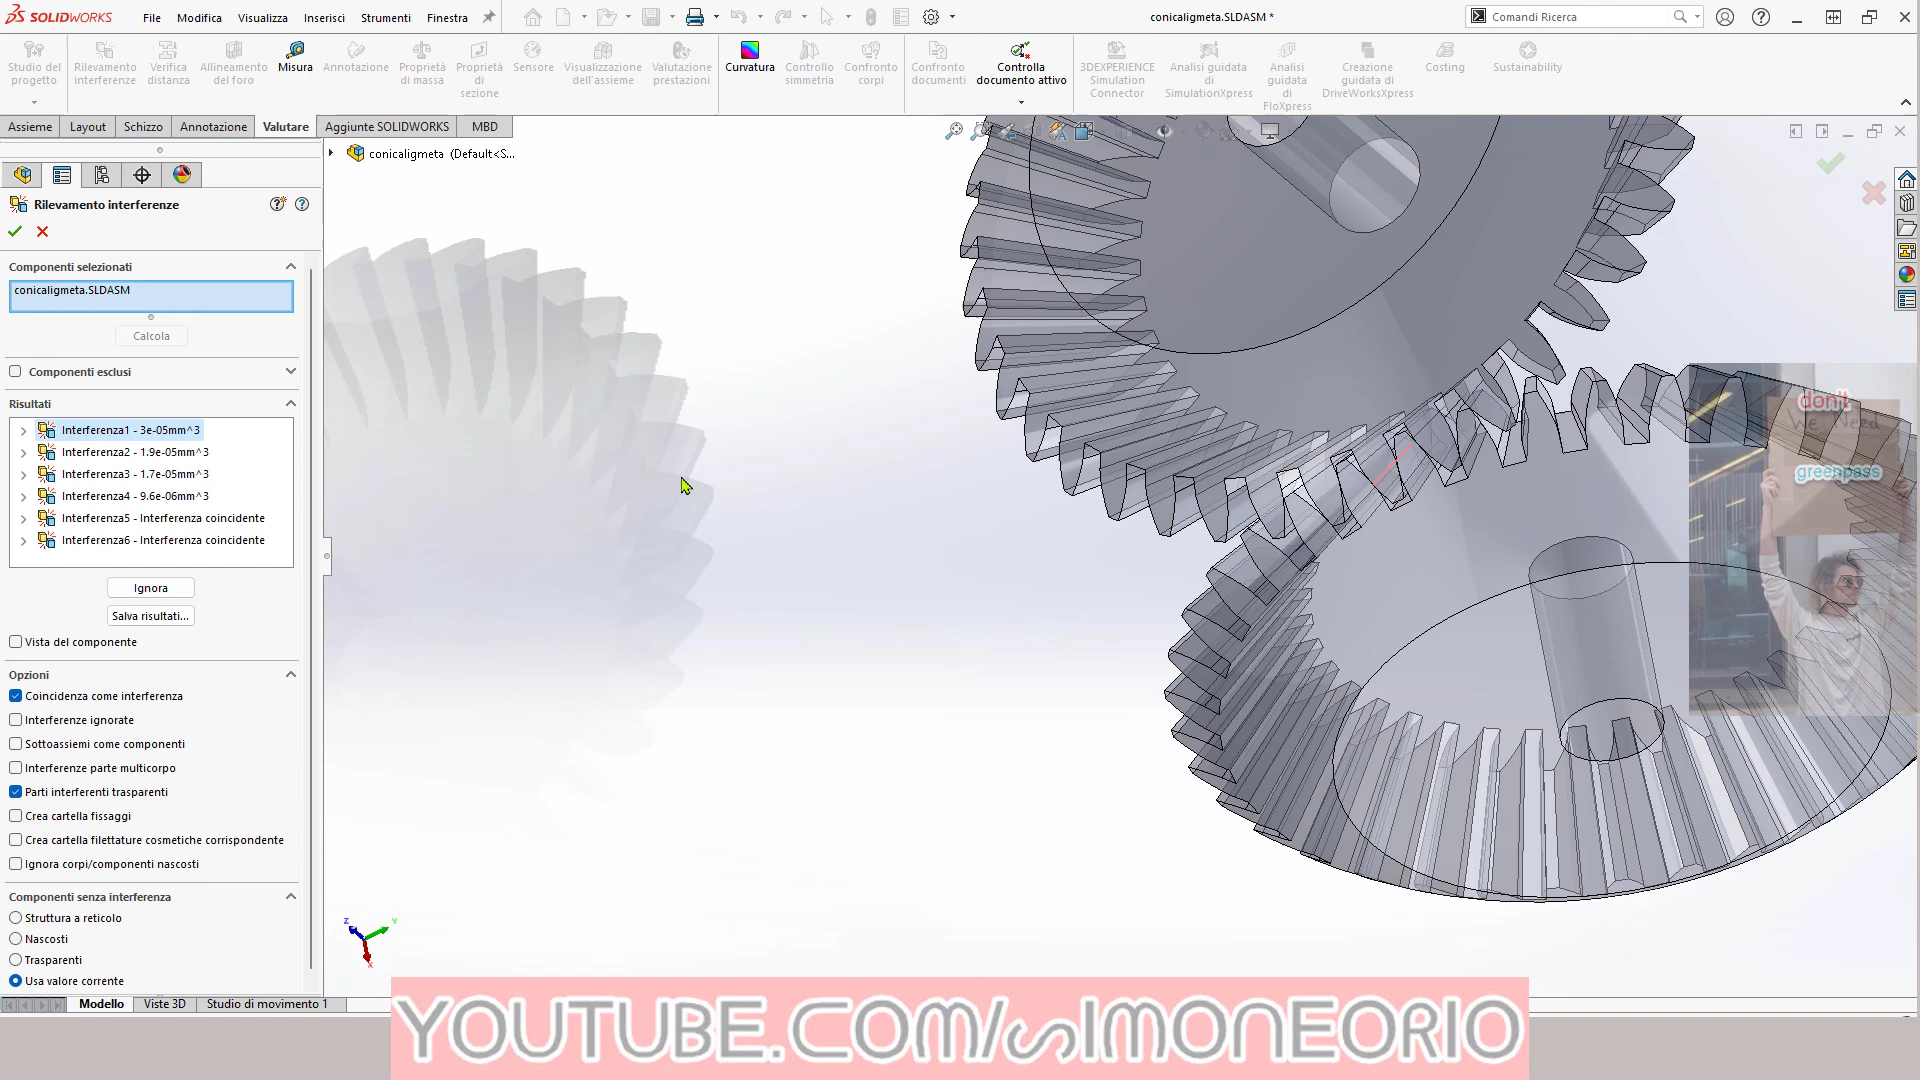 SOLIDWORKS
File
Modifica
Visualizza
Inserisci
Strumenti
Finestra
conicaligmeta.SLDASM *
Comandi Ricerca
Studio del
progetto
Rilevamento
interferenze
Verifica
distanza
Allineamento
del foro
Misura
Annotazione
Proprietà
di massa
Proprietà
di
sezione
Sensore
Visualizzazione
dell'assieme
Valutazione
prestazioni
Curvatura
Controllo
simmetria
Confronto
corpi
Confronto
documenti
Controlla
documento attivo
3DEXPERIENCE
Simulation
Connector
Analisi guidata
di
SimulationXpress
Analisi
guidata
di
FloXpress
Creazione
guidata di
DriveWorksXpress
Costing
Sustainability
Assieme
Layout
Schizzo
Annotazione
Valutare
Aggiunte SOLIDWORKS
MBD
conicaligmeta (Default<S...
Rilevamento interferenze
Componenti selezionati
conicaligmeta.SLDASM
Calcola
Componenti esclusi
Risultati
Interferenza1 - 3e-05mm^3
Interferenza2 - 1.9e-05mm^3
Interferenza3 - 1.7e-05mm^3
Interferenza4 - 9.6e-06mm^3
Interferenza5 - Interferenza coincidente
Interferenza6 - Interferenza coincidente
Ignora
Salva risultati...
Vista del componente
Opzioni
Coincidenza come interferenza
Interferenze ignorate
Sottoassiemi come componenti
Interferenze parte multicorpo
Parti interferenti trasparenti
Crea cartella fissaggi
Crea cartella filettature cosmetiche corrispondente
Ignora corpi/componenti nascosti
Componenti senza interferenza
Struttura a reticolo
Nascosti
Trasparenti
Usa valore corrente
don't
We Need
greenpass
Z
Y
X
Modello
Viste 3D
Studio di movimento 1
YOUTUBE.COM/SIMONEORIO